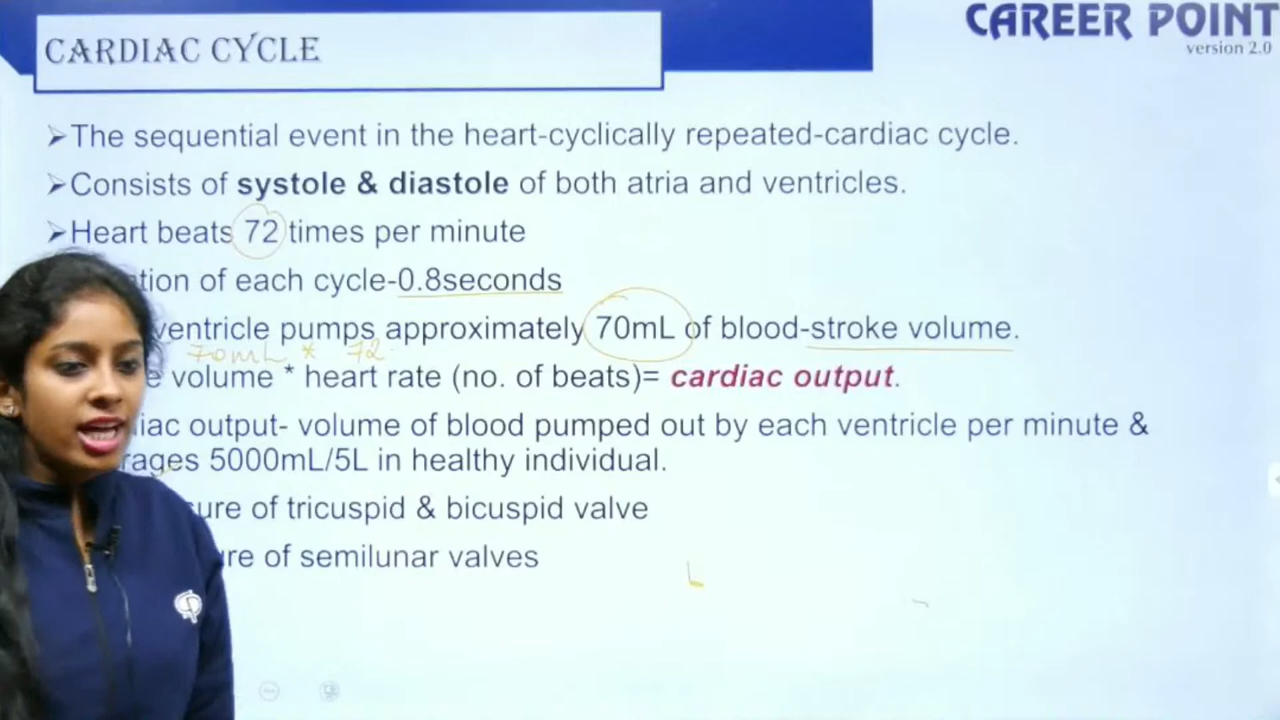 CAREER POINT
version 2.0
CARDIAC CYCLE
➢The sequential event in the heart-cyclically repeated-cardiac cycle.
➢Consists of systole & diastole of both atria and ventricles.
➢Heart beats 72 times per minute
tion of each cycle-0.8seconds
ventricle pumps approximately 70mL of blood-stroke volume.
70mL * 72
e volume * heart rate (no. of beats)= cardiac output.
iac output- volume of blood pumped out by each ventricle per minute &
rages 5000mL/5L in healthy individual.
sure of tricuspid & bicuspid valve
ure of semilunar valves
L
CP